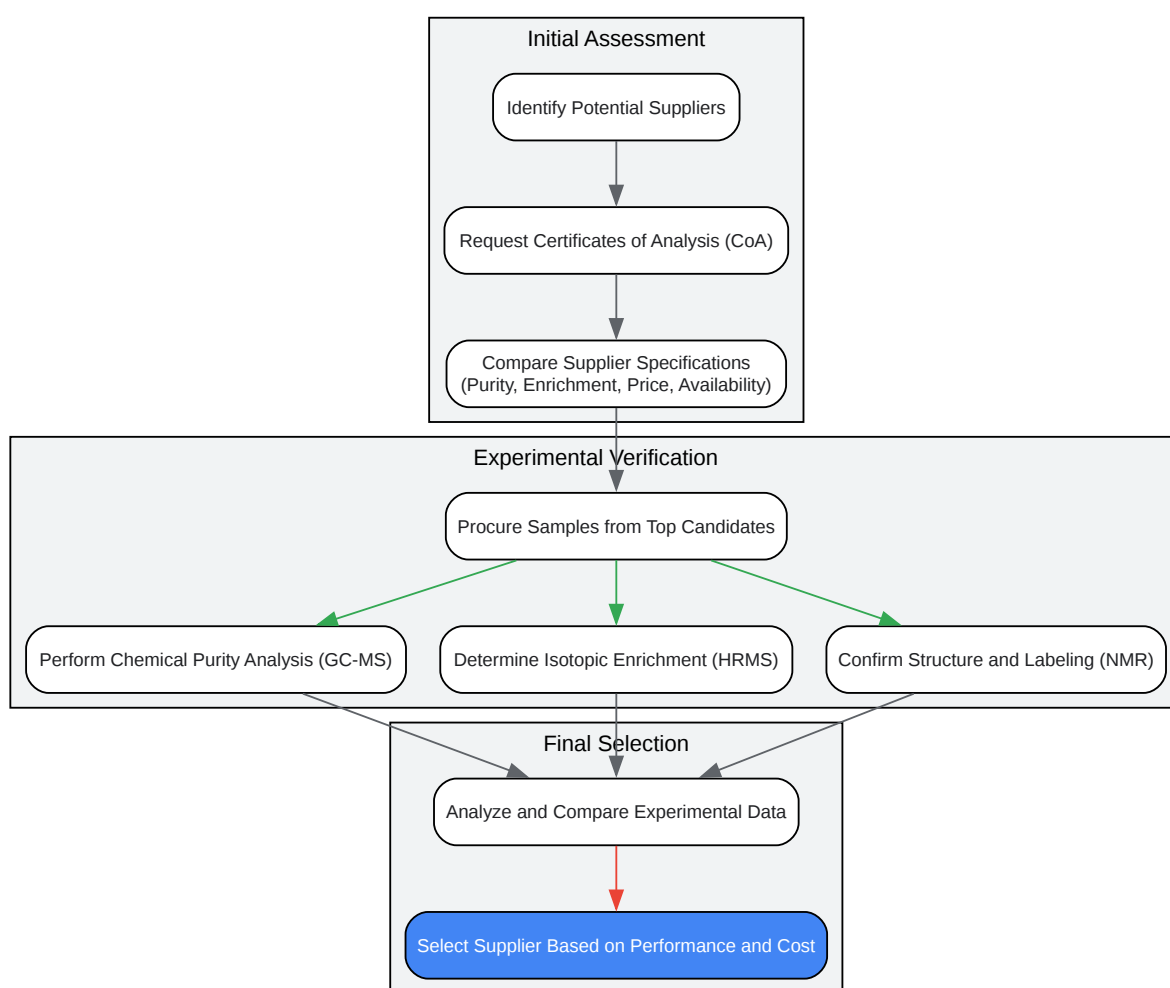 Initial Assessment
Identify Potential Suppliers
Request Certificates of Analysis (CoA)
Compare Supplier Specifications
(Purity, Enrichment, Price, Availability)
Experimental Verification
Procure Samples from Top Candidates
Perform Chemical Purity Analysis (GC-MS)
Determine Isotopic Enrichment (HRMS)
Confirm Structure and Labeling (NMR)
Final Selection
Analyze and Compare Experimental Data
Select Supplier Based on Performance and Cost